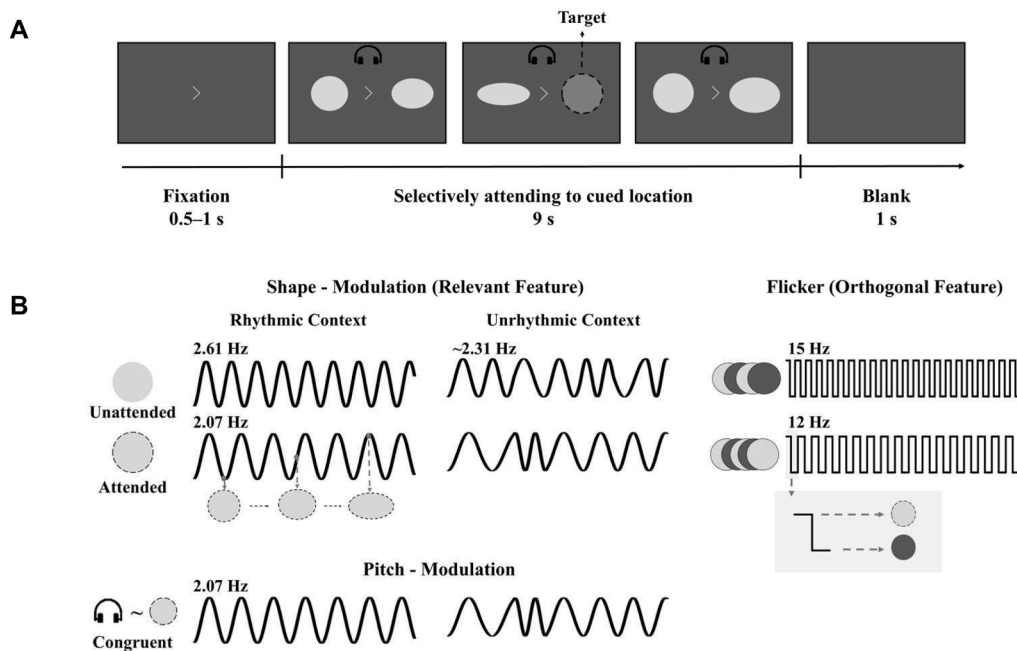 A
Target
Fixation
0.5–1 s
Selectively attending to cued location
9 s
Blank
1 s
B
Shape - Modulation (Relevant Feature)
Flicker (Orthogonal Feature)
Rhythmic Context
Unrhythmic Context
2.61 Hz
~2.31 Hz
15 Hz
Unattended
2.07 Hz
12 Hz
Attended
Pitch - Modulation
2.07 Hz
~
Congruent